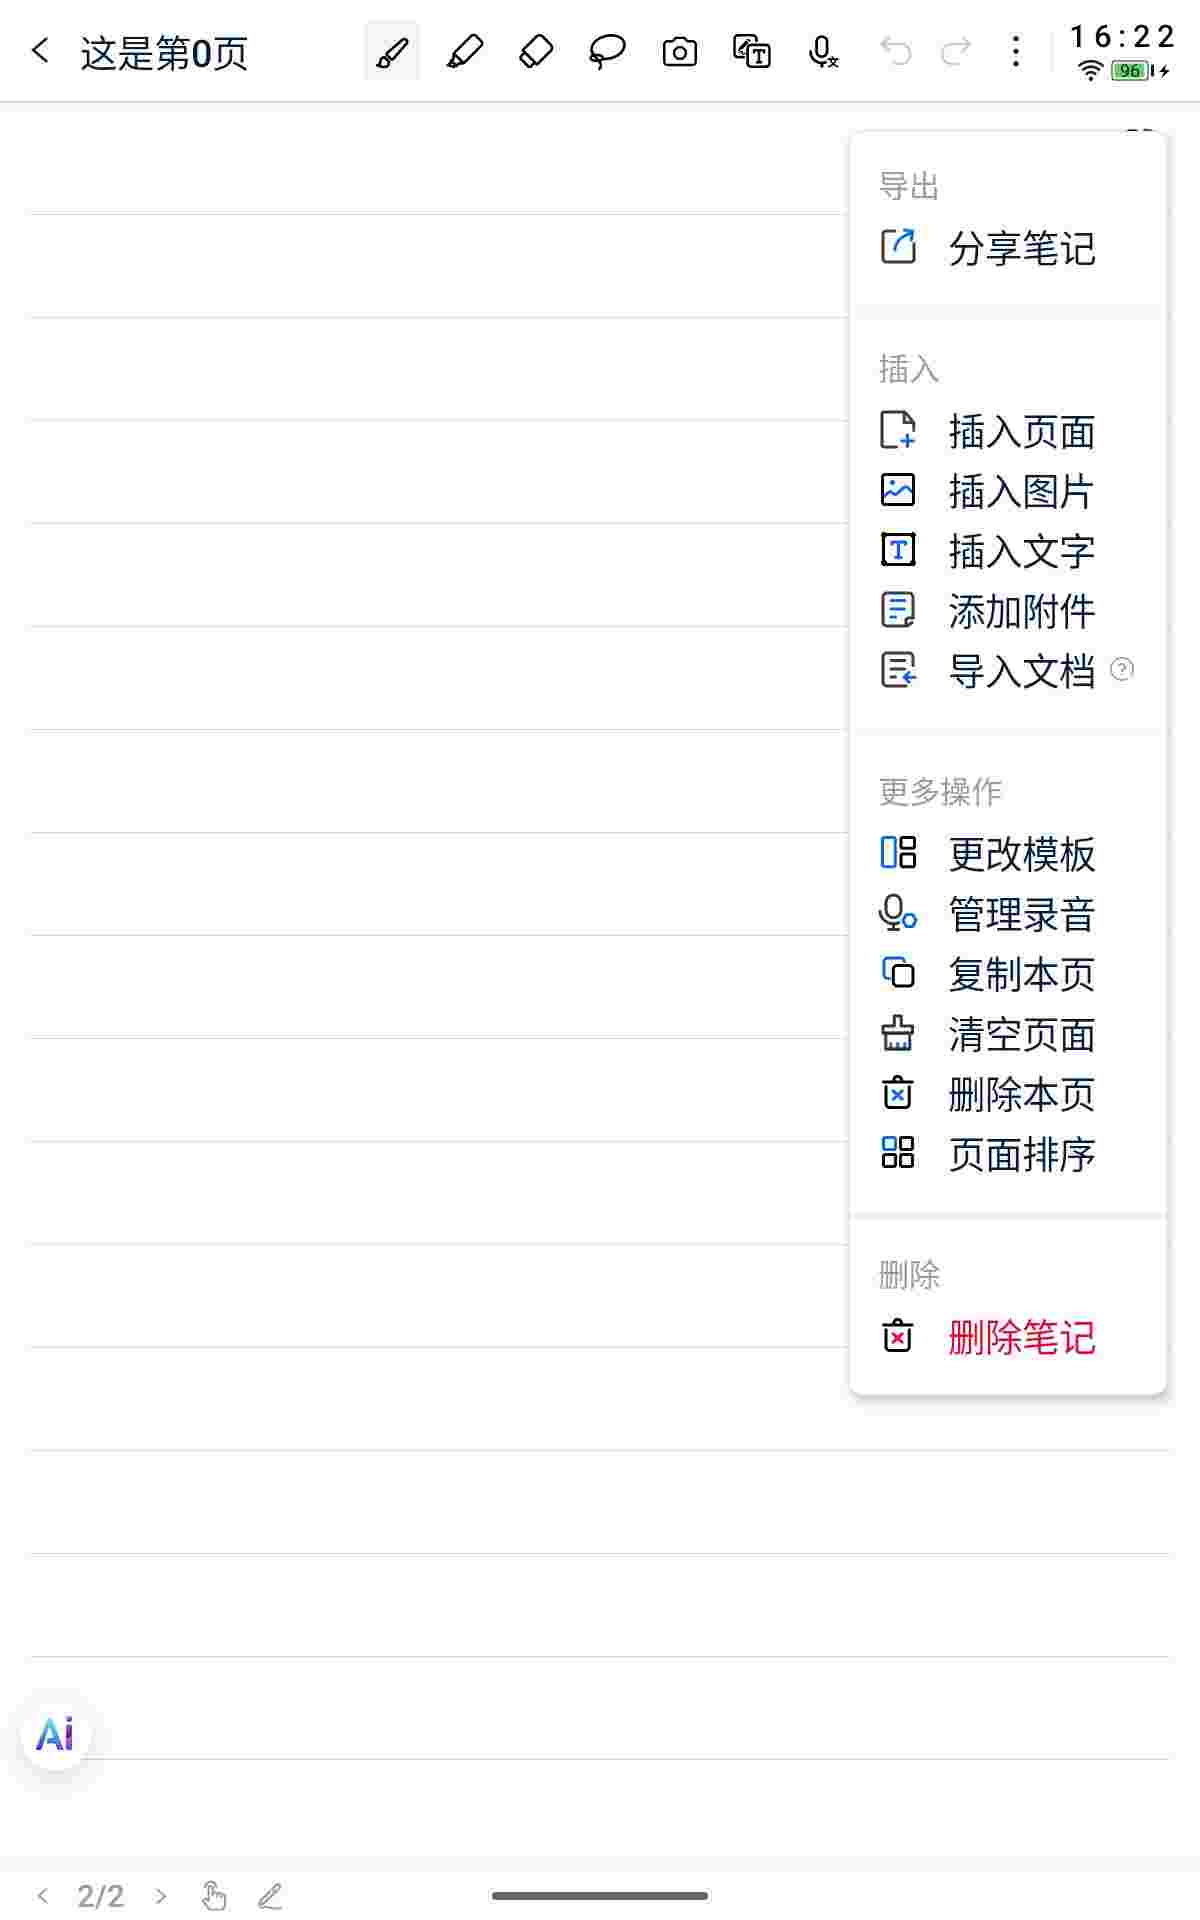 这是第0页
16:22
96
导出
分享笔记
插入
插入页面
插入图片
插入文字
添加附件
导入文档
更多操作
更改模板
管理录音
复制本页
清空页面
删除本页
页面排序
删除
删除笔记
Ai
2/2